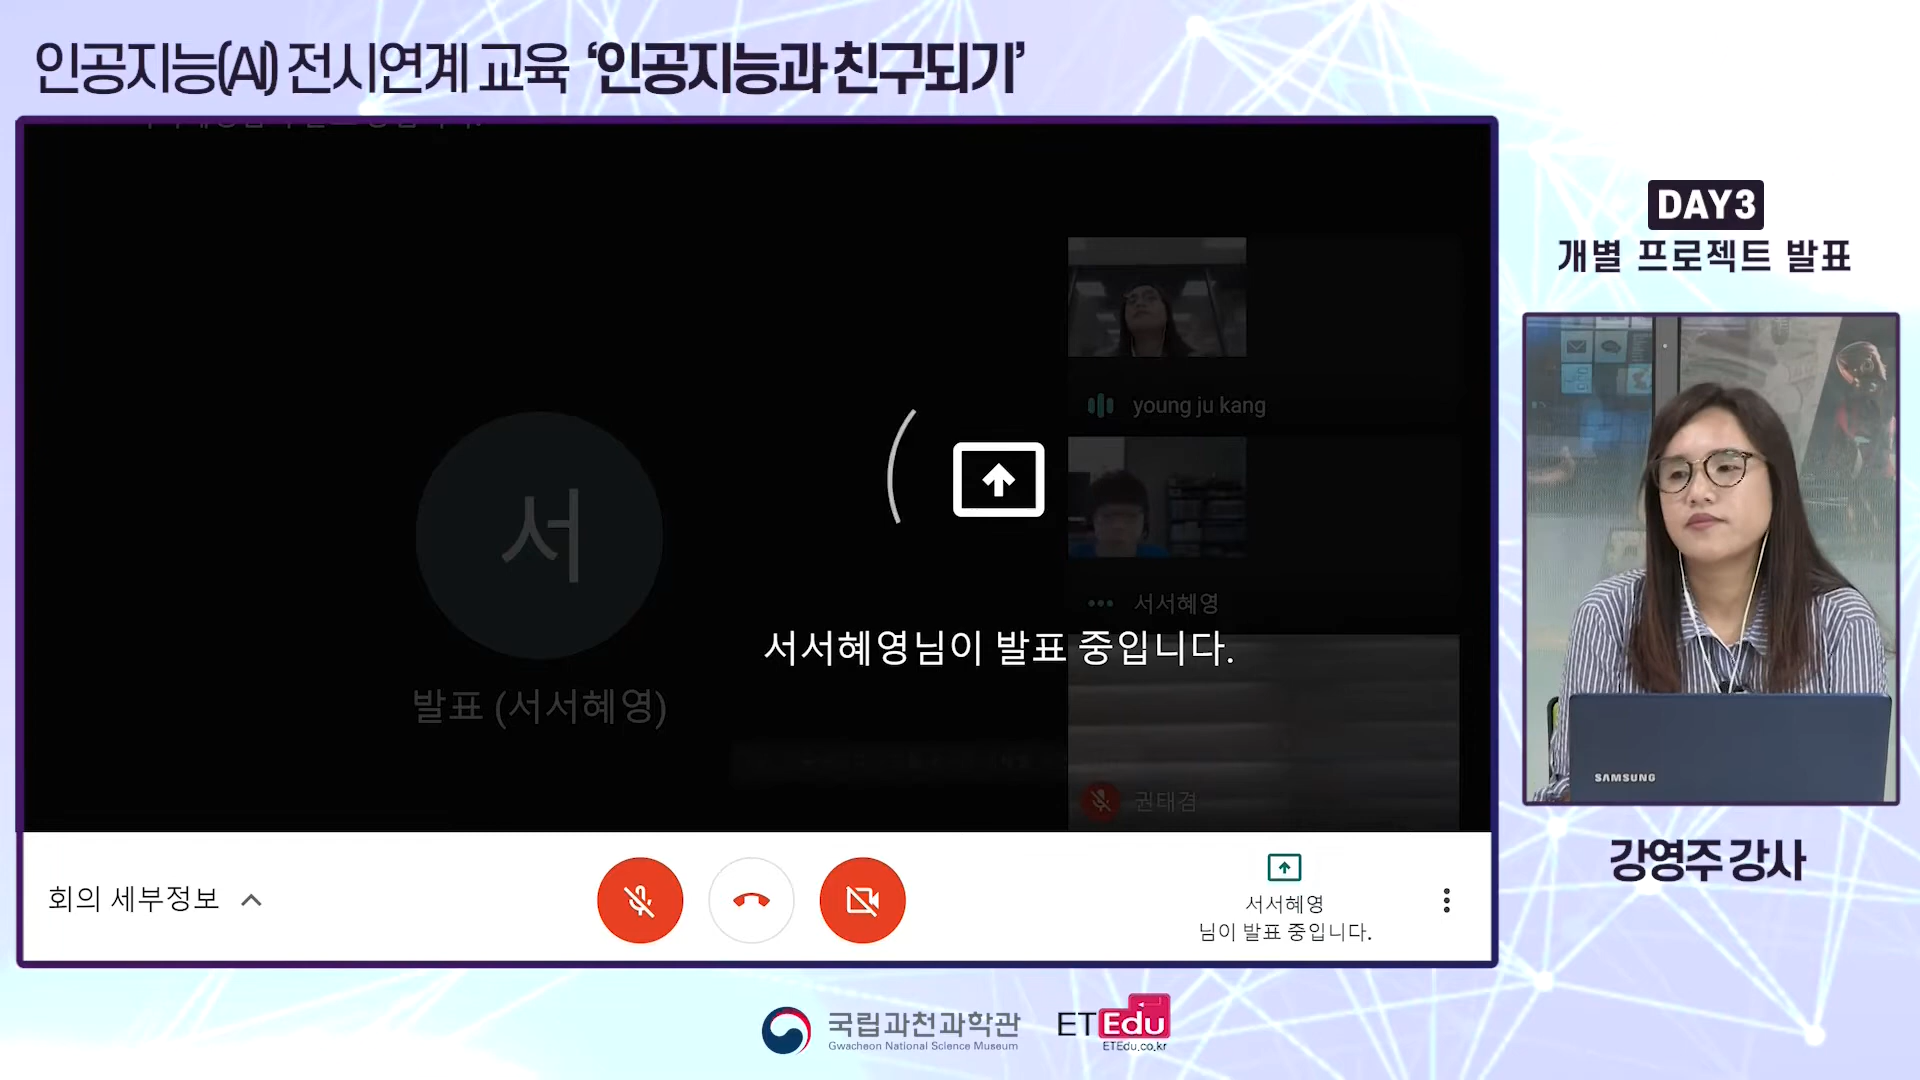 인공지능(AI) 전시연계 교육 ‘인공지능과 친구되기’
DAY3
개별 프로젝트 발표
young ju kang
서
서서혜영
서서혜영님이 발표 중입니다.
발표 (서서혜영)
권태겸
SAMSUNG
강영주 강사
회의 세부정보
서서혜영
님이 발표 중입니다.
국립과천과학관
Gwacheon National Science Museum
ET Edu
ETEdu.co.kr